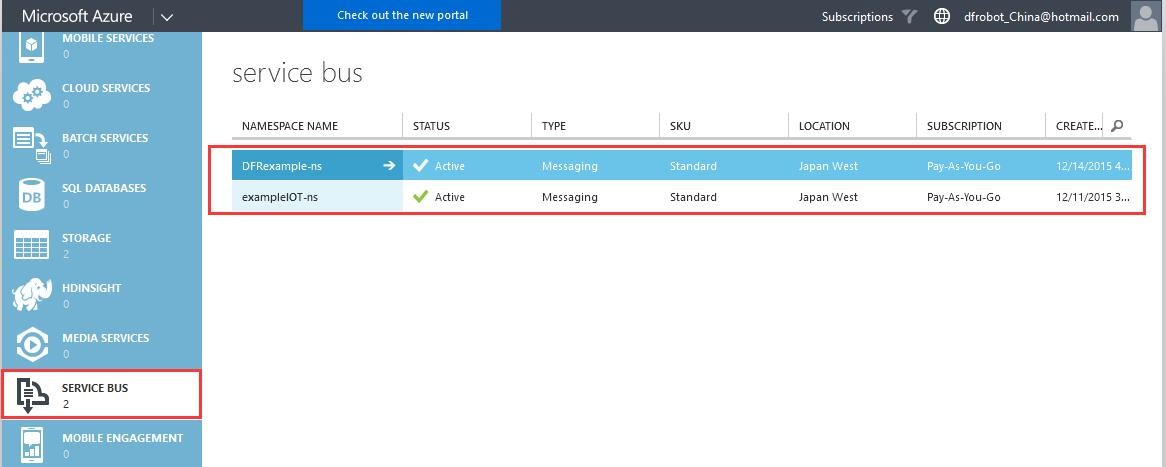 Microsoft Azure Check out the new portal Subscriptions dfrobot_China@hotmail.com
MOBILE SERVICES
0
CLOUD SERVICES
0
BATCH SERVICES
0
SQL DATABASES
0
DB
STORAGE
2
HDINSIGHT
0
MEDIA SERVICES
0
SERVICE BUS
2
MOBILE ENGAGEMENT
0
service bus
NAMESPACE NAME STATUS TYPE SKU LOCATION SUBSCRIPTION CREATE...
DFRexample-ns Active Messaging Standard Japan West Pay-As-You-Go 12/14/2015 4...
exampleIOT-ns Active Messaging Standard Japan West Pay-As-You-Go 12/11/2015 3...